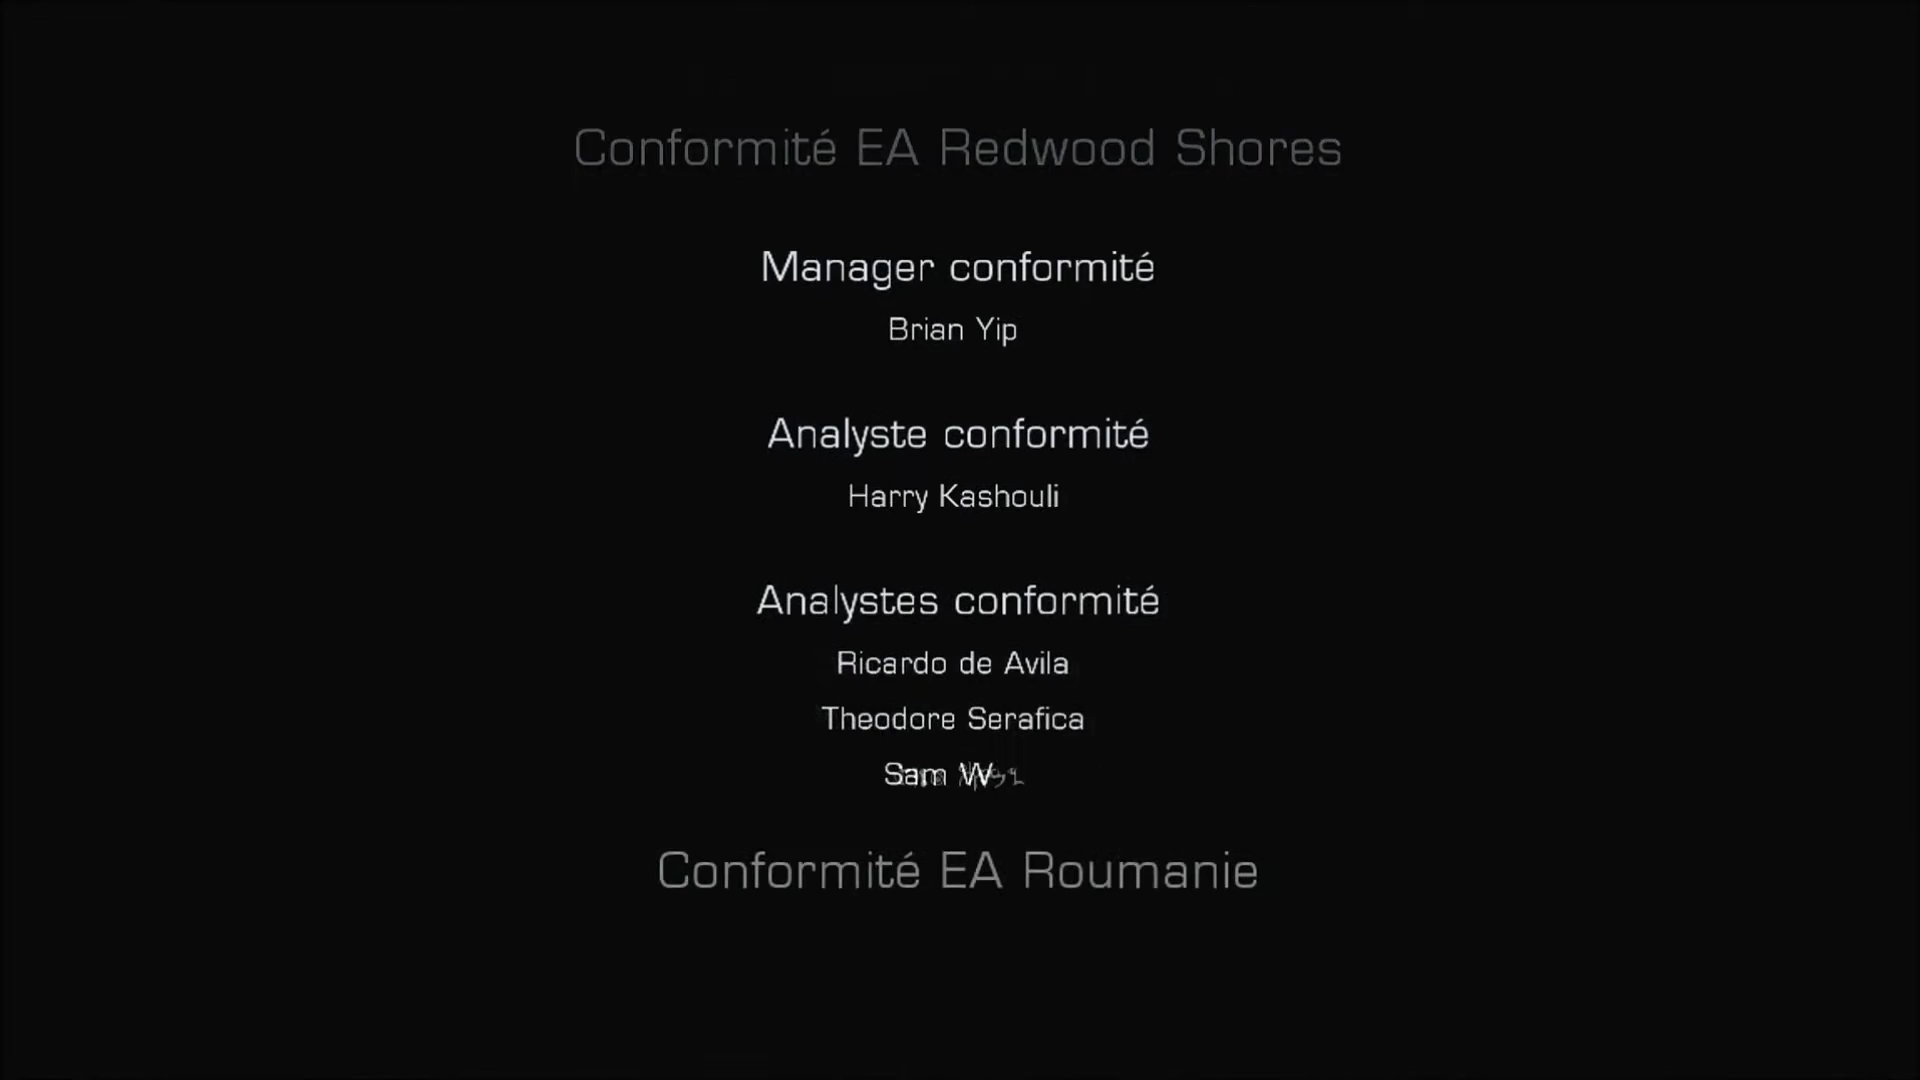 Conformité EA Redwood Shores
Manager conformité
Brian Yip
Analyste conformité
Harry Kashouli
Analystes conformité
Ricardo de Avila
Theodore Serafica
Sam
Conformité EA Roumanie